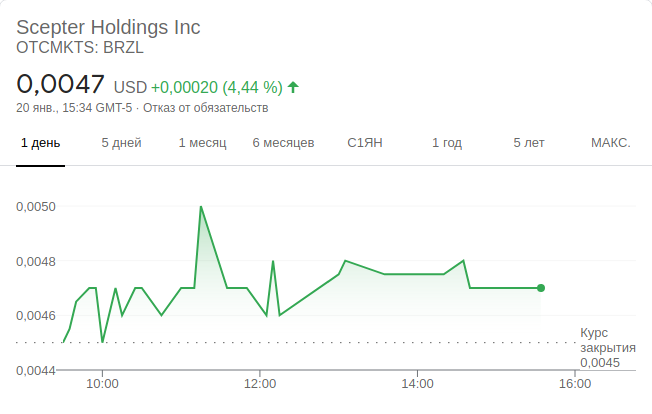 Scepter Holdings Inc
OTCMKTS: BRZL
0,0047 USD +0,00020 (4,44 %)
20 янв., 15:34 GMT-5 · Отказ от обязательств
1 день 5 дней 1 месяц 6 месяцев С1ЯН 1 год 5 лет МАКС.
0,0050
0,0048
0,0046
Курс
закрытия
0,0045
0,0044
10:00 12:00 14:00 16:00